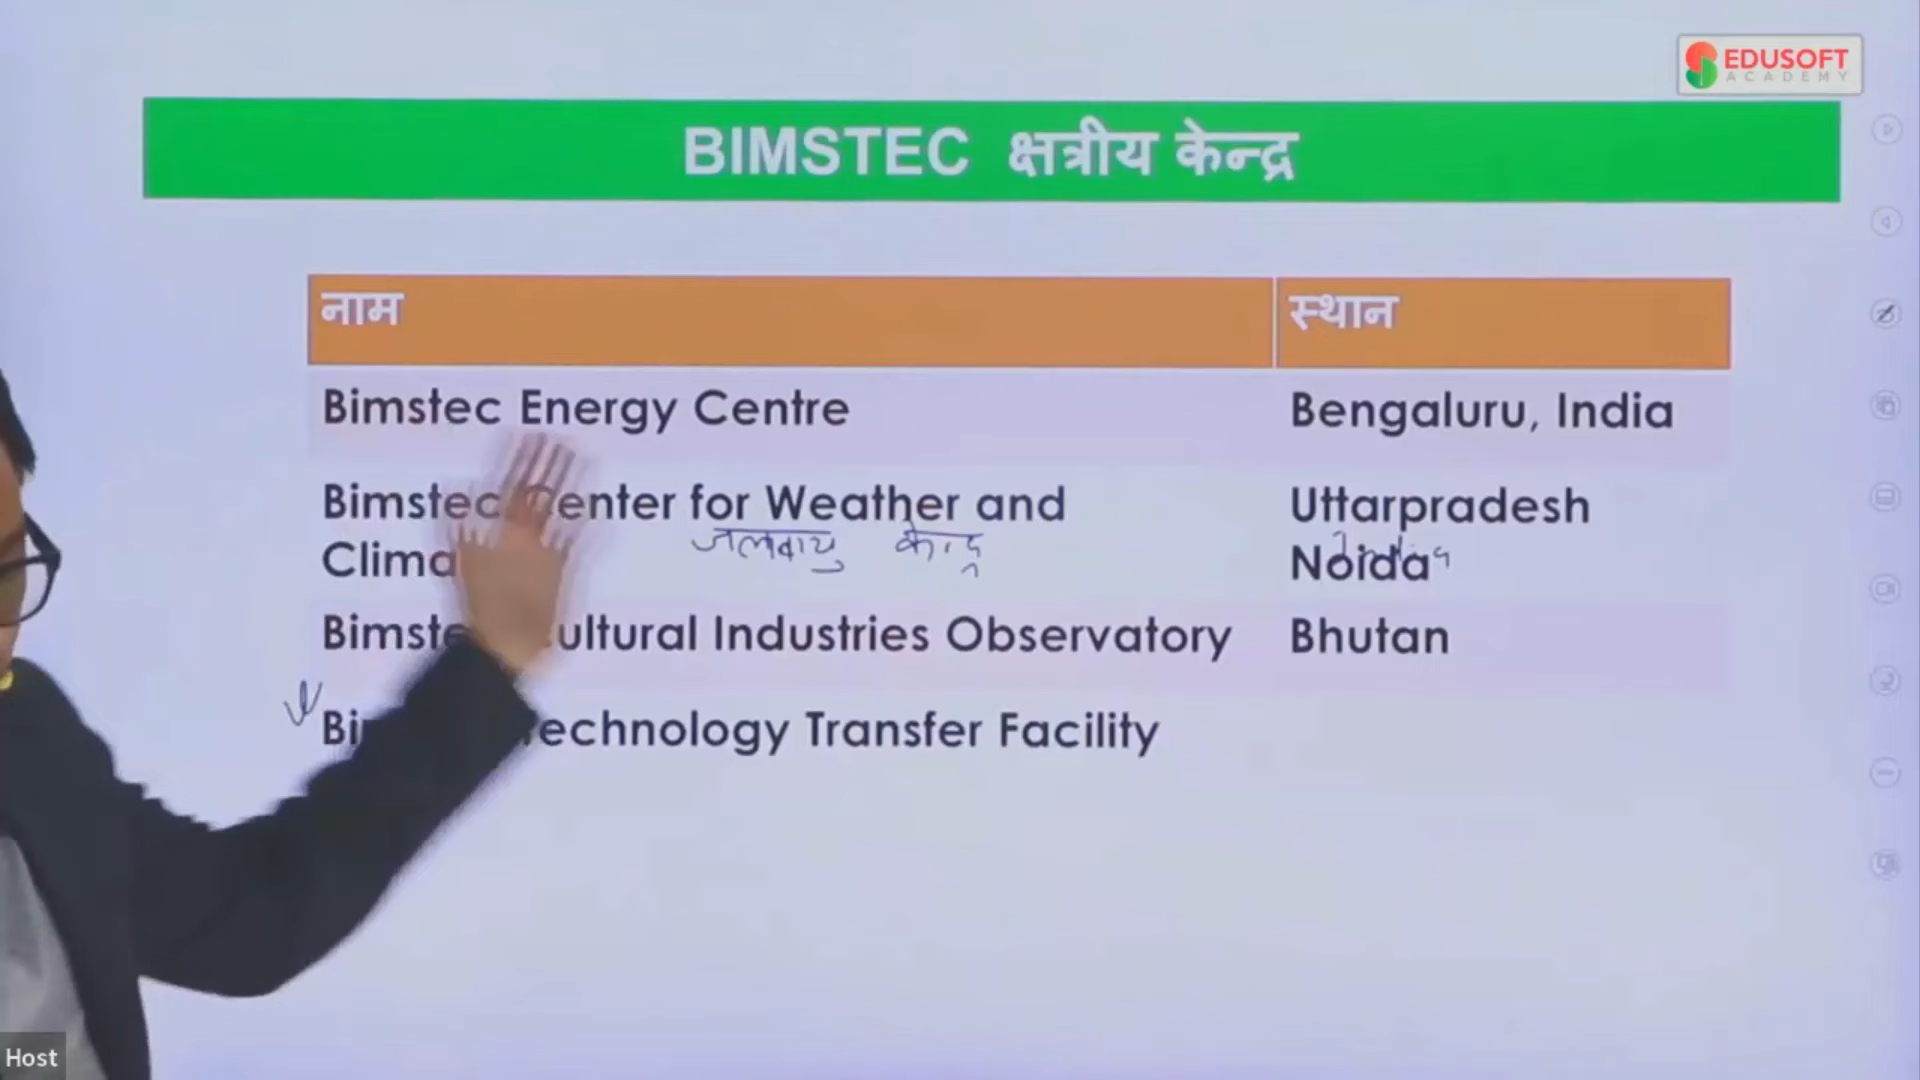 EDUSOFT
ACADEMY
BIMSTEC क्षत्रीय केन्द्र
नाम स्थान
Bimstec Energy Centre Bengaluru, India
Bimstec Center for Weather and Uttarpradesh
जलवायु
Clima Noida
Bimste ultural Industries Observatory Bhutan
Bi echnology Transfer Facility
Host